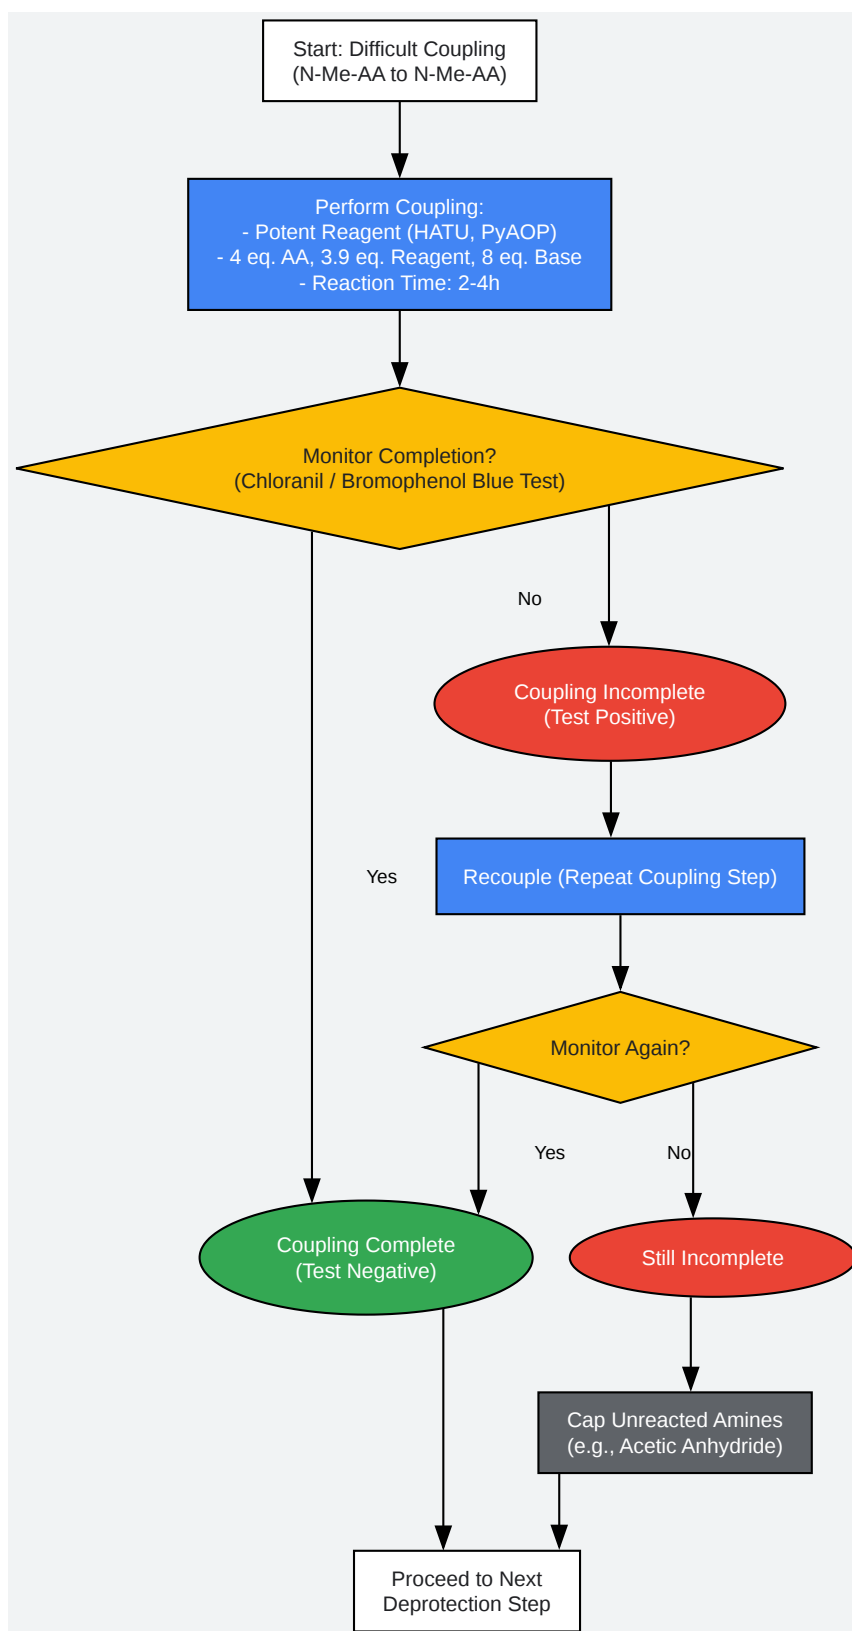 Start: Difficult Coupling
(N-Me-AA to N-Me-AA)
Perform Coupling:
- Potent Reagent (HATU, PyAOP)
- 4 eq. AA, 3.9 eq. Reagent, 8 eq. Base
- Reaction Time: 2-4h
Monitor Completion?
(Chloranil / Bromophenol Blue Test)
No
Coupling Incomplete
(Test Positive)
Yes
Recouple (Repeat Coupling Step)
Monitor Again?
Yes
No
Coupling Complete
(Test Negative)
Still Incomplete
Cap Unreacted Amines
(e.g., Acetic Anhydride)
Proceed to Next
Deprotection Step